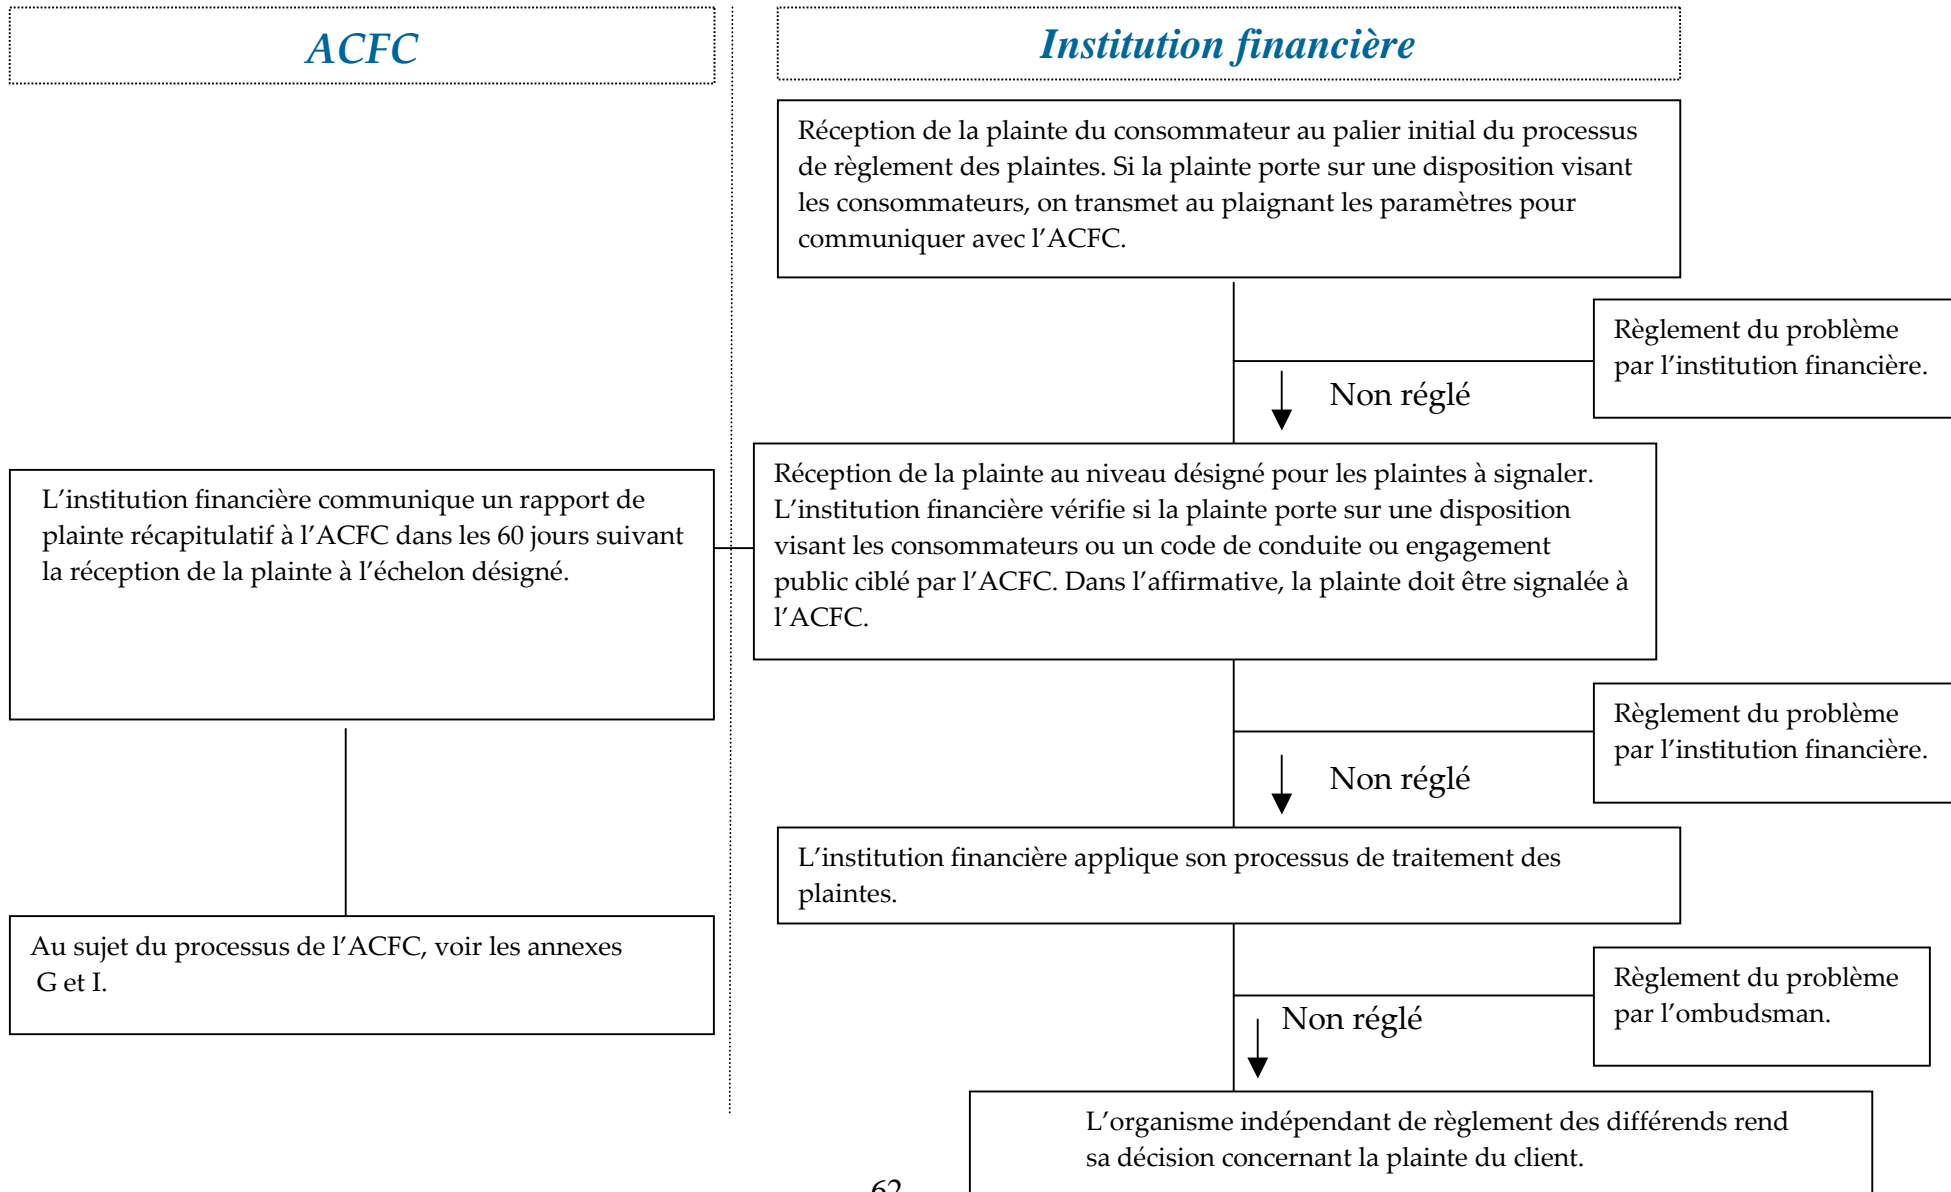 ACFC
Institution financière
Réception de la plainte du consommateur au palier initial du processus
de règlement des plaintes. Si la plainte porte sur une disposition visant
les consommateurs, on transmet au plaignant les paramètres pour
communiquer avec l’ACFC.
Règlement du problème
par l’institution financière.
Non réglé
L’institution financière communique un rapport de
plainte récapitulatif à l’ACFC dans les 60 jours suivant
la réception de la plainte à l’échelon désigné.
Réception de la plainte au niveau désigné pour les plaintes à signaler.
L’institution financière vérifie si la plainte porte sur une disposition
visant les consommateurs ou un code de conduite ou engagement
public ciblé par l’ACFC. Dans l’affirmative, la plainte doit être signalée à
l’ACFC.
Règlement du problème
par l’institution financière.
Non réglé
L’institution financière applique son processus de traitement des
plaintes.
Au sujet du processus de l’ACFC, voir les annexes
G et I.
Règlement du problème
par l’ombudsman.
Non réglé
L’organisme indépendant de règlement des différends rend
sa décision concernant la plainte du client.
62